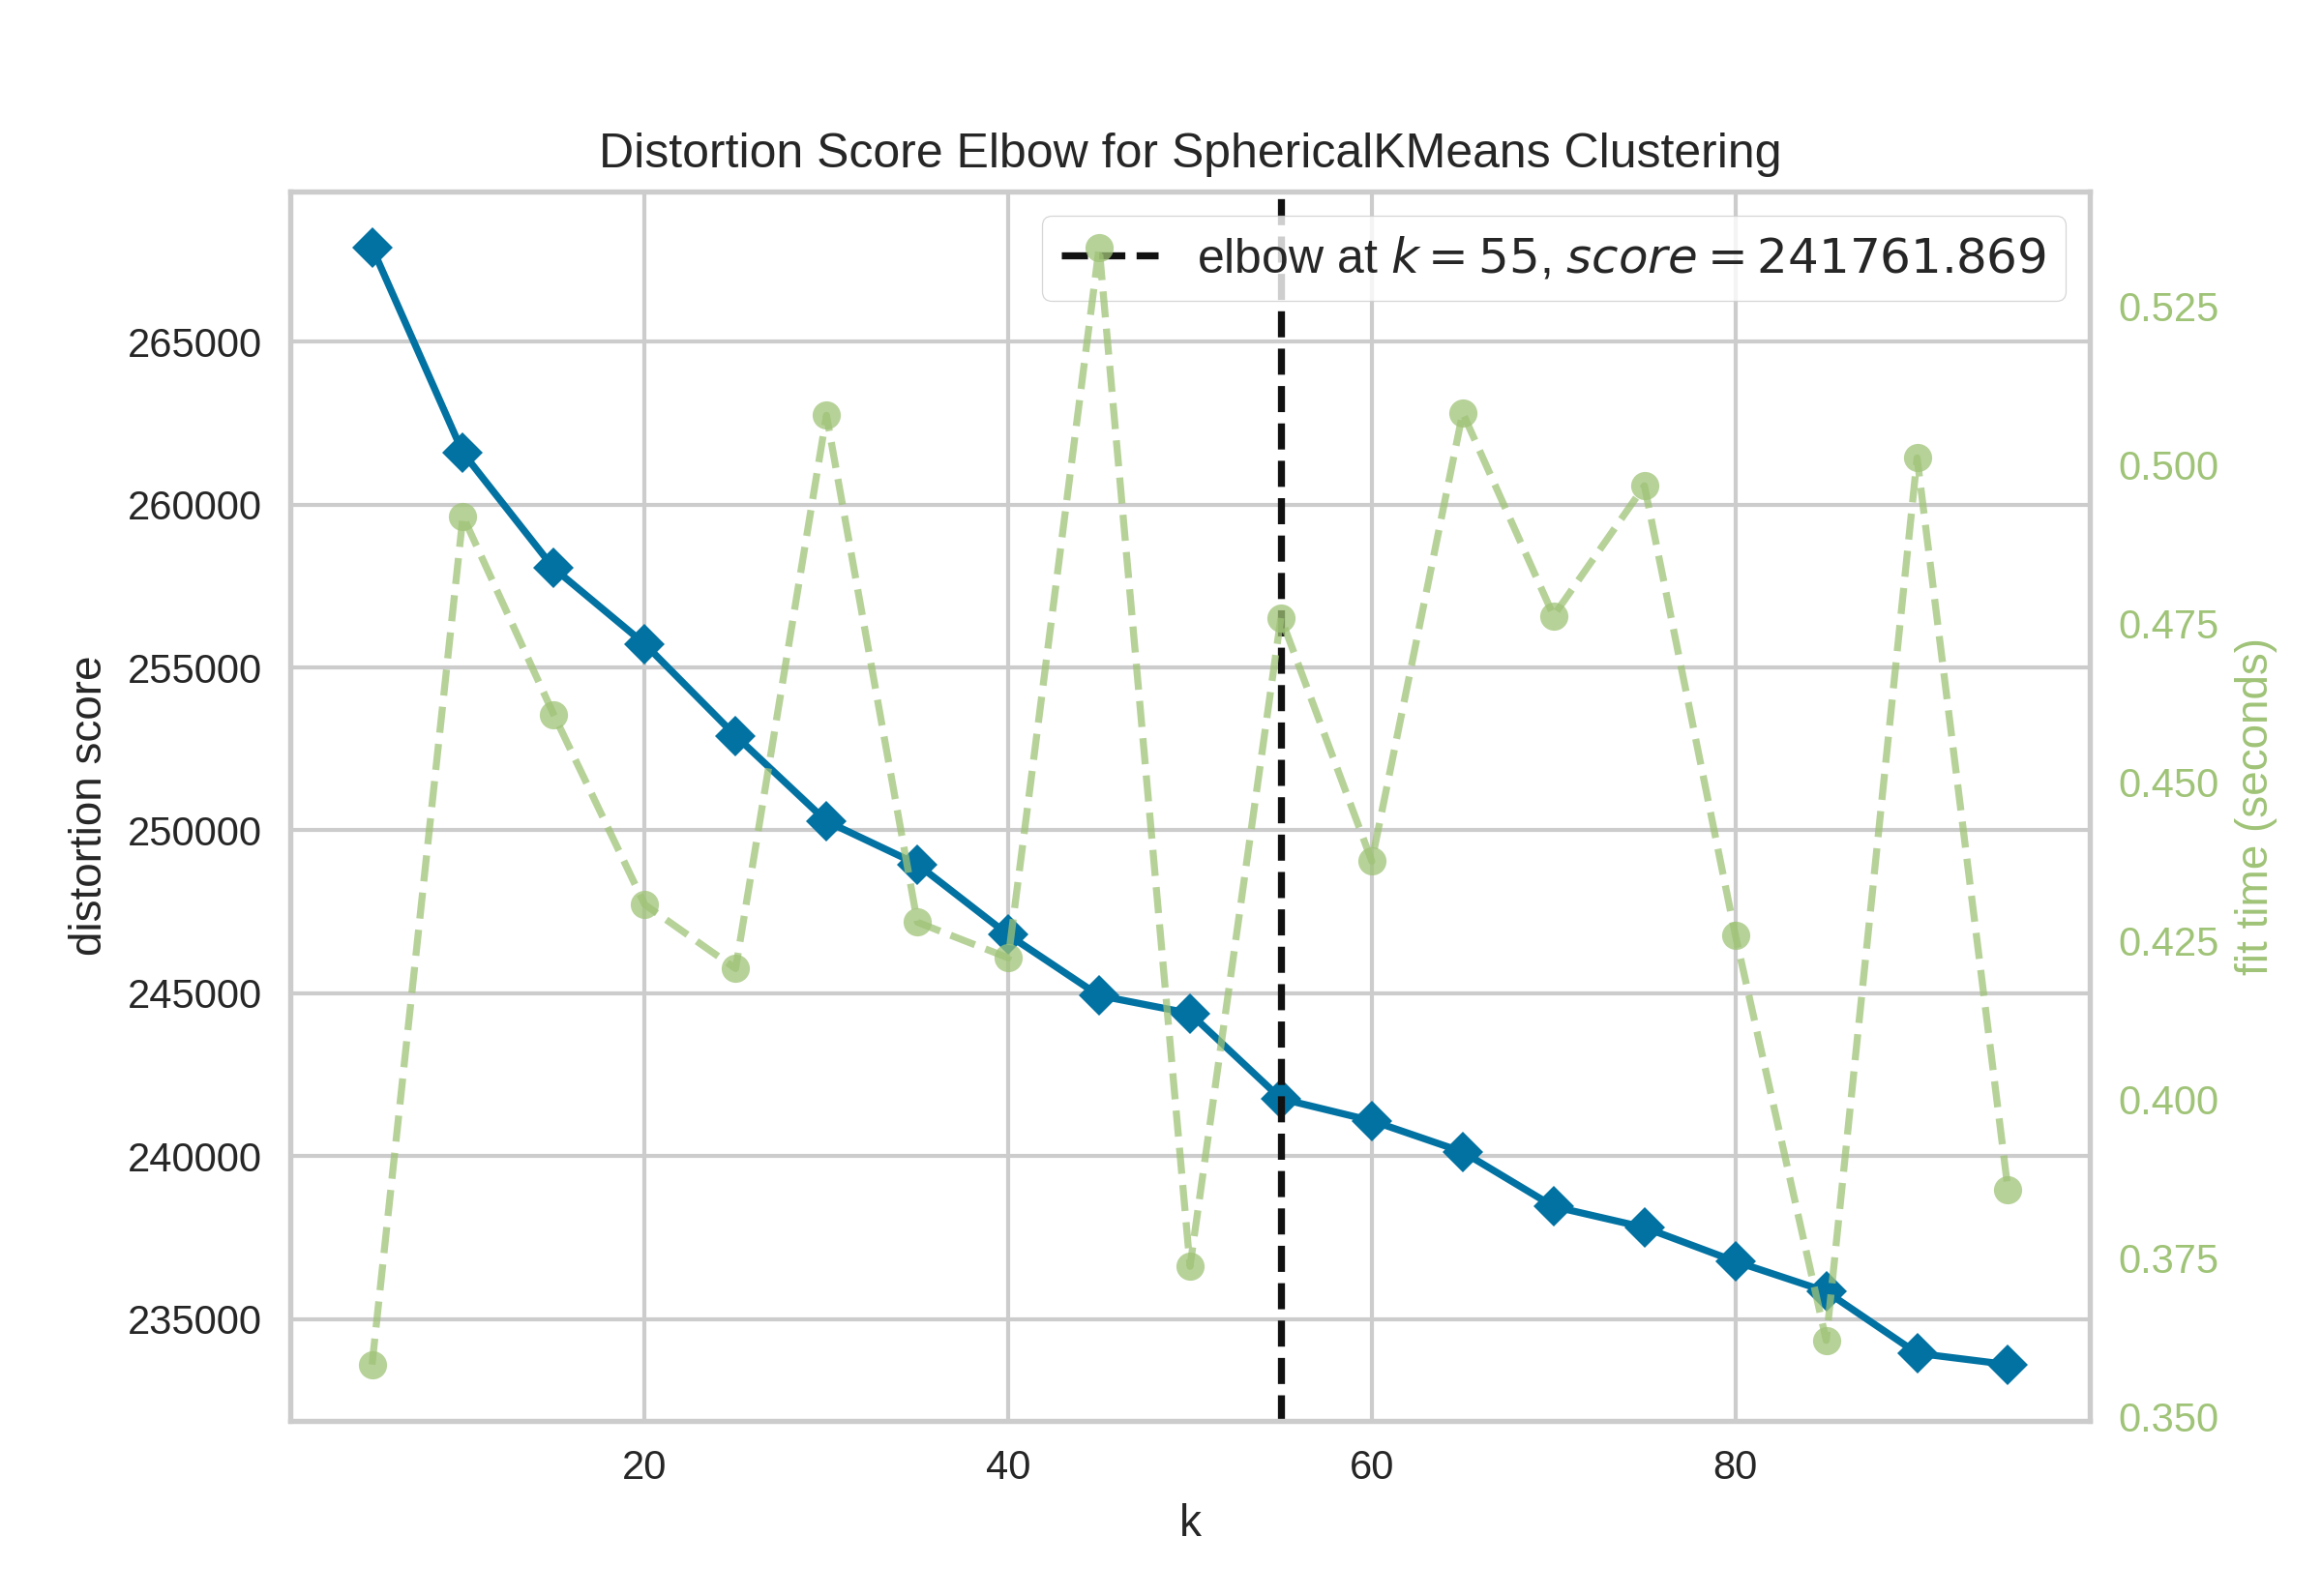 Distortion Score Elbow for SphericalKMeans Clustering
elbow at k = 55, score = 241761.869
distortion score
265000
260000
255000
250000
245000
240000
235000
0.525
0.500
0.475
0.450
0.425
0.400
0.375
0.350
fit time (seconds)
20 40 60 80
k